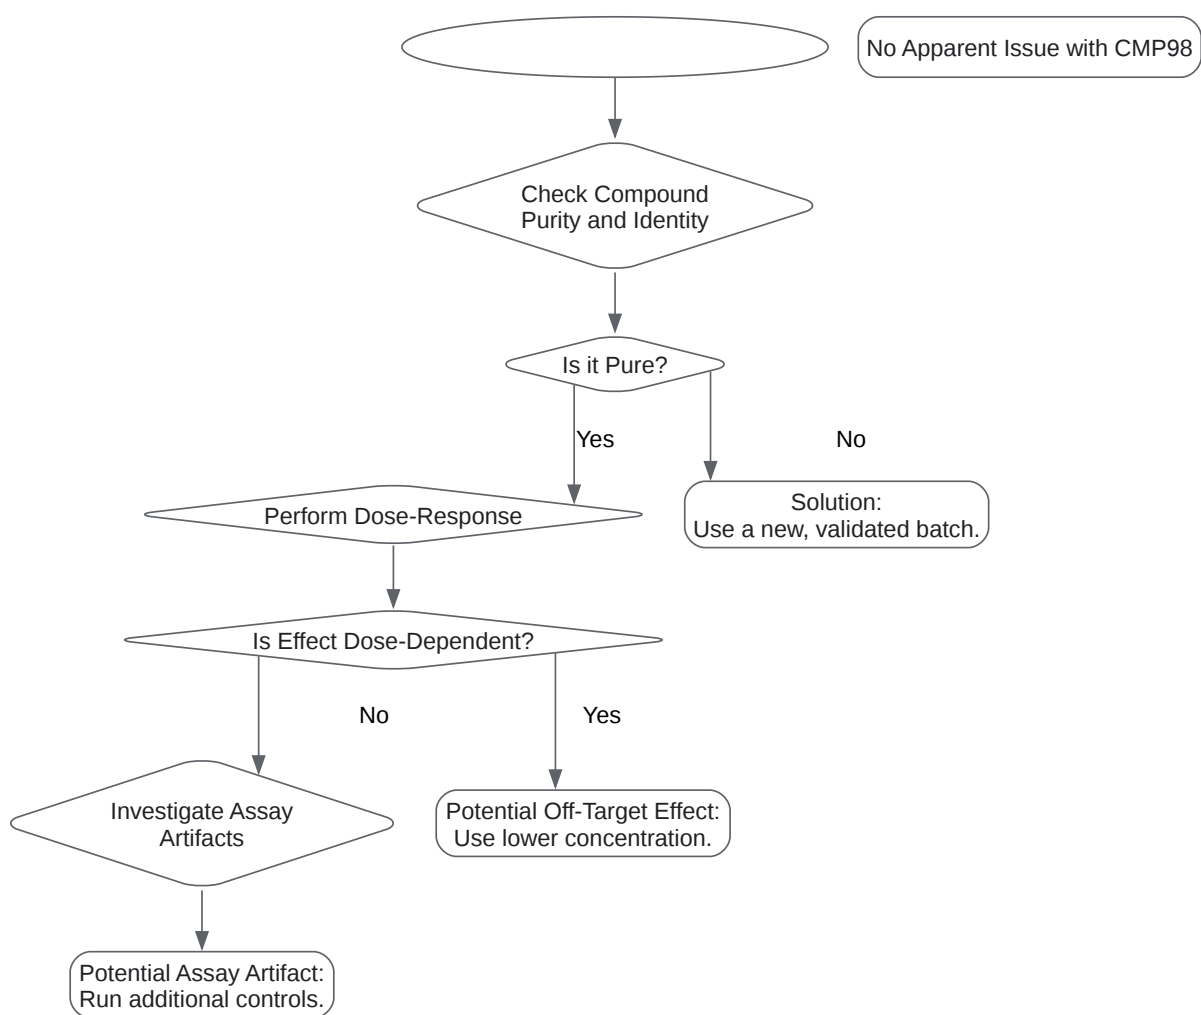 No Apparent Issue with CMP98
Check Compound
Purity and Identity
Is it Pure?
Yes
No
Perform Dose-Response
Solution:
Use a new, validated batch.
Is Effect Dose-Dependent?
No
Yes
Investigate Assay
Artifacts
Potential Off-Target Effect:
Use lower concentration.
Potential Assay Artifact:
Run additional controls.